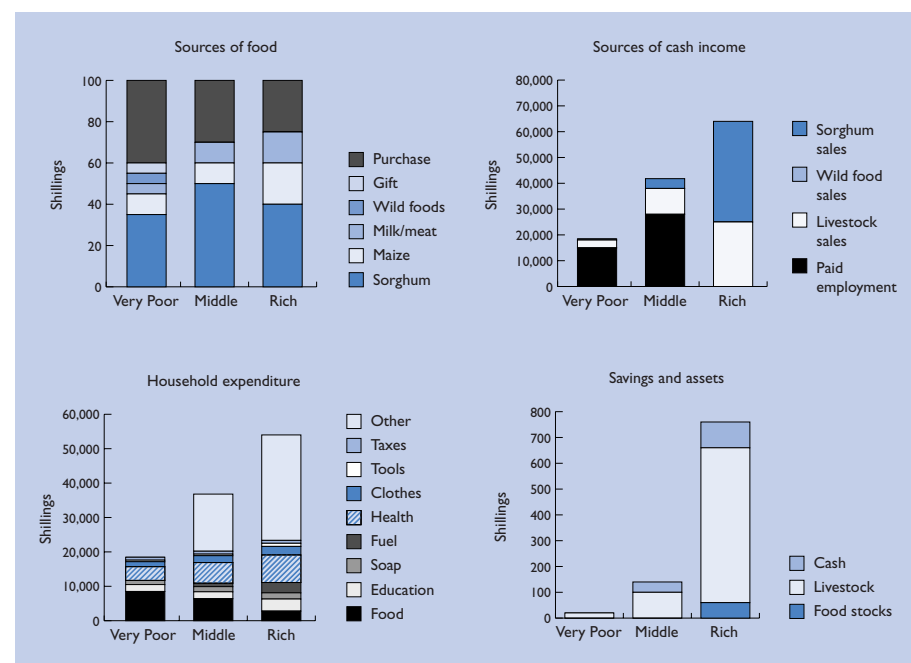 Sources of food
Shillings
100
80
60
40
20
0
Very Poor Middle Rich
Purchase
Gift
Wild foods
Milk/meat
Maize
Sorghum
Sources of cash income
Shillings
80,000
70,000
60,000
50,000
40,000
30,000
20,000
10,000
0
Very Poor Middle Rich
Sorghum
sales
Wild food
sales
Livestock
sales
Paid
employment
Household expenditure
Shillings
60,000
50,000
40,000
30,000
20,000
10,000
0
Very Poor Middle Rich
Other
Taxes
Tools
Clothes
Health
Fuel
Soap
Education
Food
Savings and assets
Shillings
800
700
600
500
400
300
200
100
0
Very Poor Middle Rich
Cash
Livestock
Food stocks